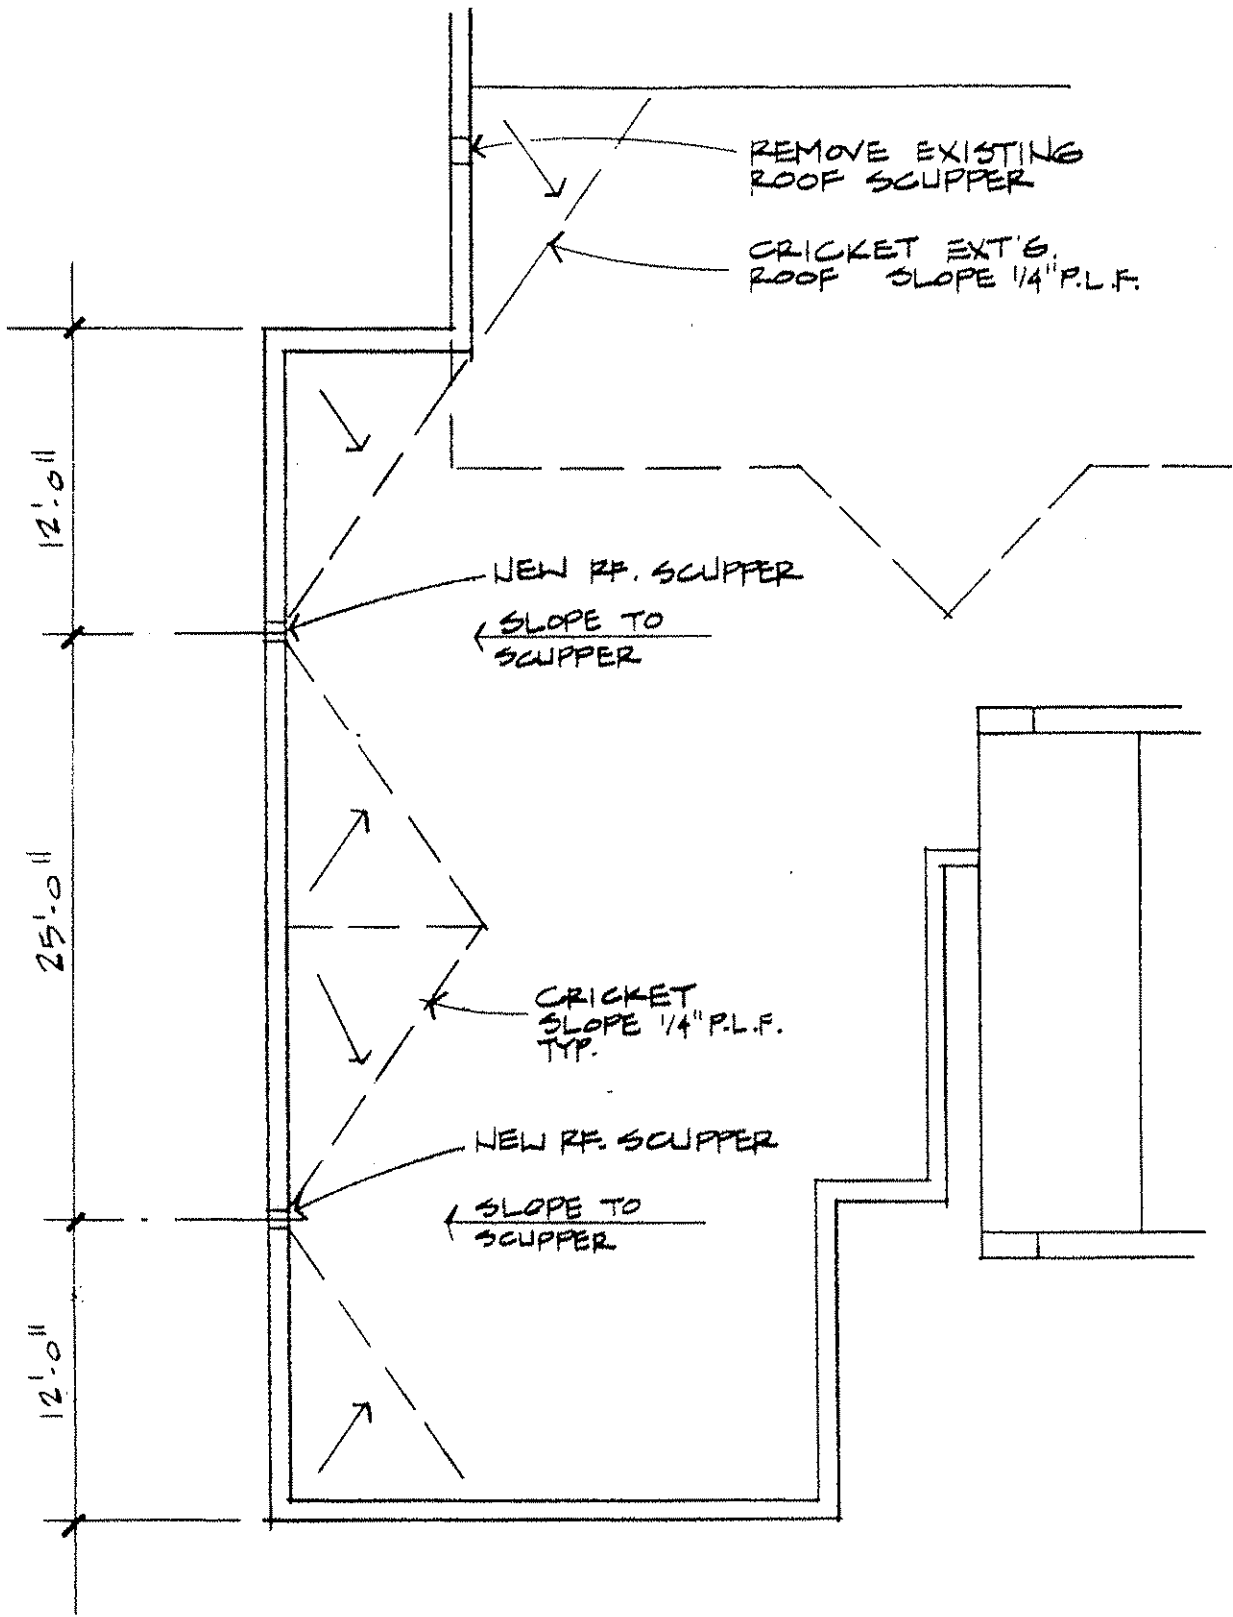 REMOVE EXISTING
ROOF SCUPPER
CRICKET EXT'G.
ROOF SLOPE 1/4" P.L.F.
12'-0"
NEW RF. SCUPPER
SLOPE TO
SCUPPER
25'-0"
CRICKET
SLOPE 1/4" P.L.F.
TYP.
NEW RF. SCUPPER
SLOPE TO
SCUPPER
12'-0"